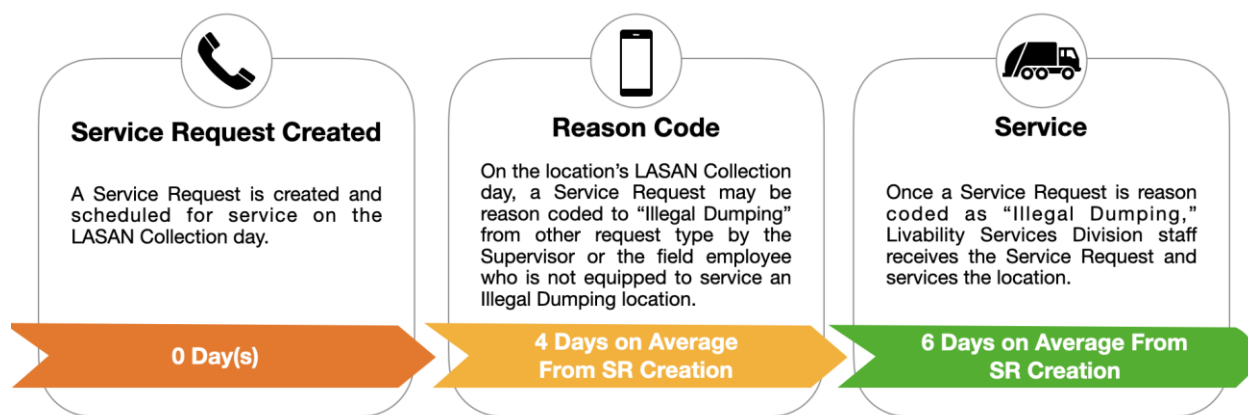 Service Request Created
A Service Request is created and
scheduled for service on the
LASAN Collection day.
0 Day(s)
Reason Code
On the location's LASAN Collection
day, a Service Request may be
reason coded to “Illegal Dumping”
from other request type by the
Supervisor or the field employee
who is not equipped to service an
Illegal Dumping location.
4 Days on Average
From SR Creation
Service
Once a Service Request is reason
coded as “Illegal Dumping,”
Livability Services Division staff
receives the Service Request and
services the location.
6 Days on Average From
SR Creation